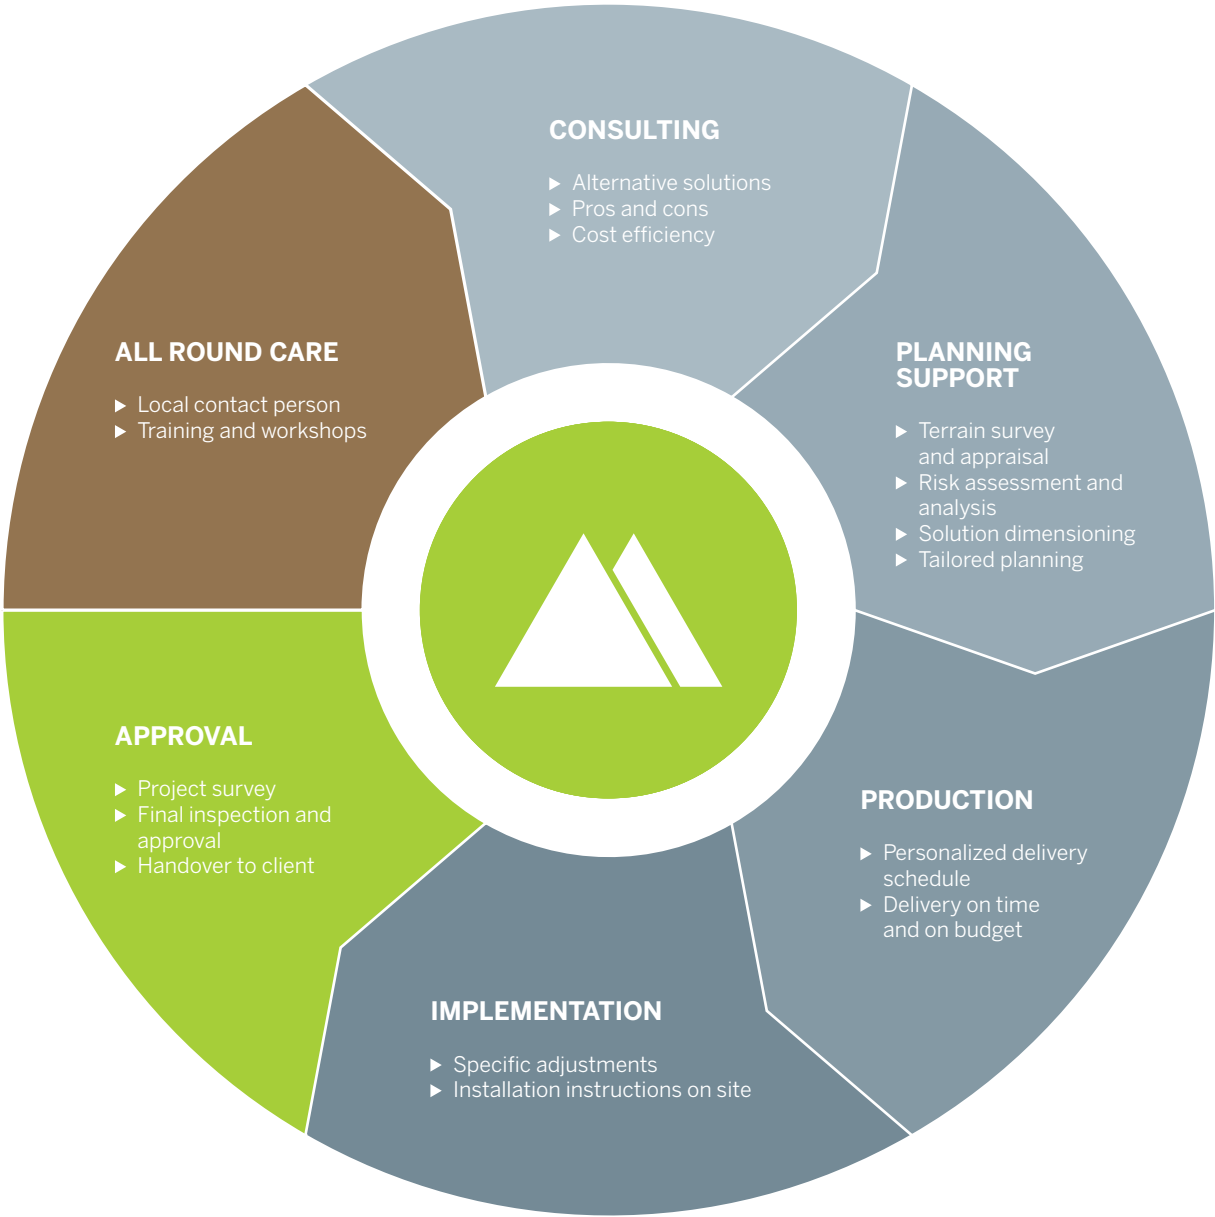 CONSULTING
▶ Alternative solutions
▶ Pros and cons
▶ Cost efficiency
PLANNING
SUPPORT
▶ Terrain survey
and appraisal
▶ Risk assessment and
analysis
▶ Solution dimensioning
▶ Tailored planning
PRODUCTION
▶ Personalized delivery
schedule
▶ Delivery on time
and on budget
IMPLEMENTATION
▶ Specific adjustments
▶ Installation instructions on site
APPROVAL
▶ Project survey
▶ Final inspection and
approval
▶ Handover to client
ALL ROUND CARE
▶ Local contact person
▶ Training and workshops